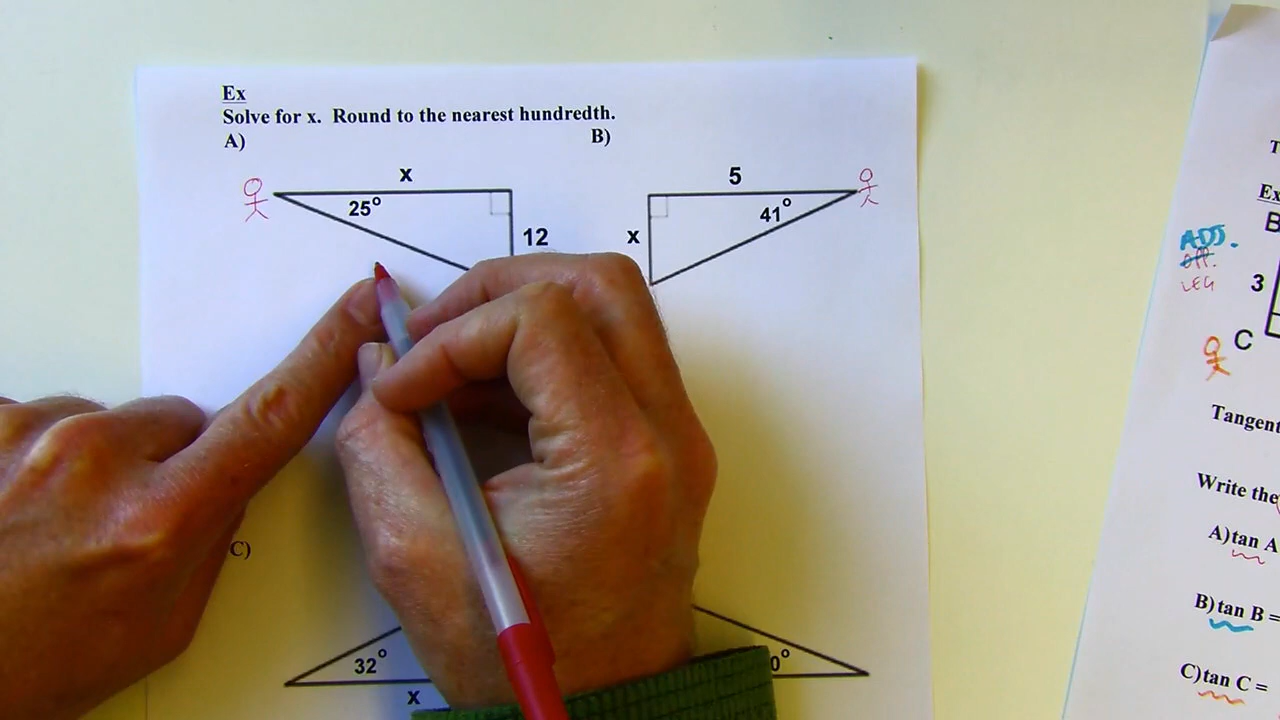 Ex
Solve for x. Round to the nearest hundredth.
A)
B)
x
25°
12
5
41°
x
C)
32°
x
0°
T
Ex
B
ADJ.
OPP.
LEG
3
C
Tangent
Write the
A) tan A
B) tan B =
C) tan C =